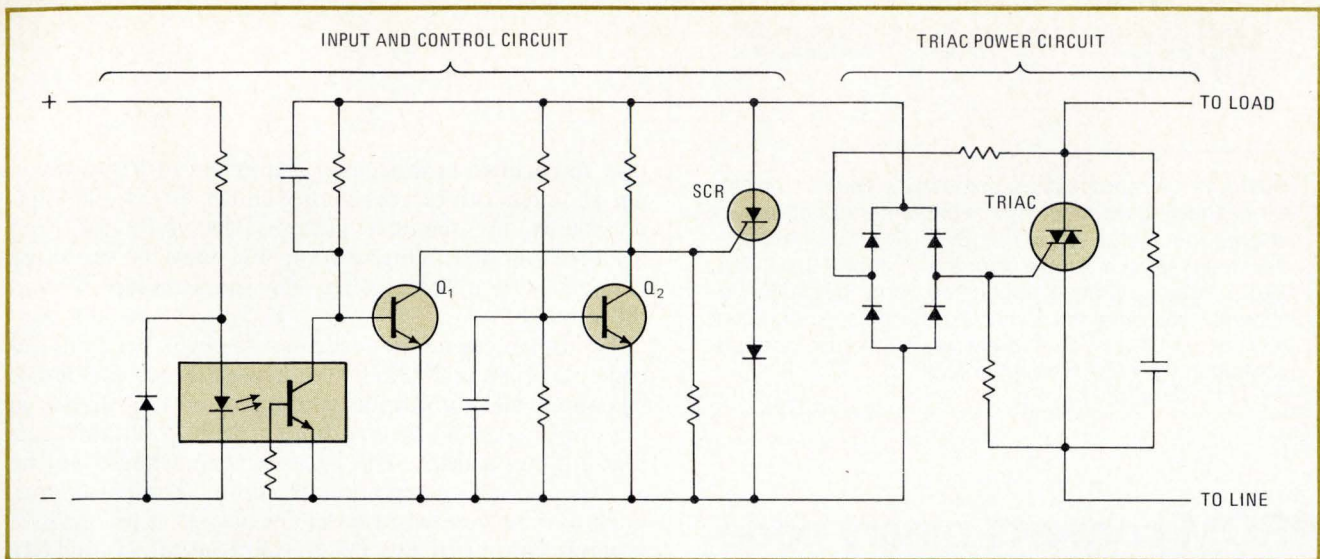 INPUT AND CONTROL CIRCUIT
TRIAC POWER CIRCUIT
+
TO LOAD
SCR
TRIAC
Q1
Q2
−
TO LINE